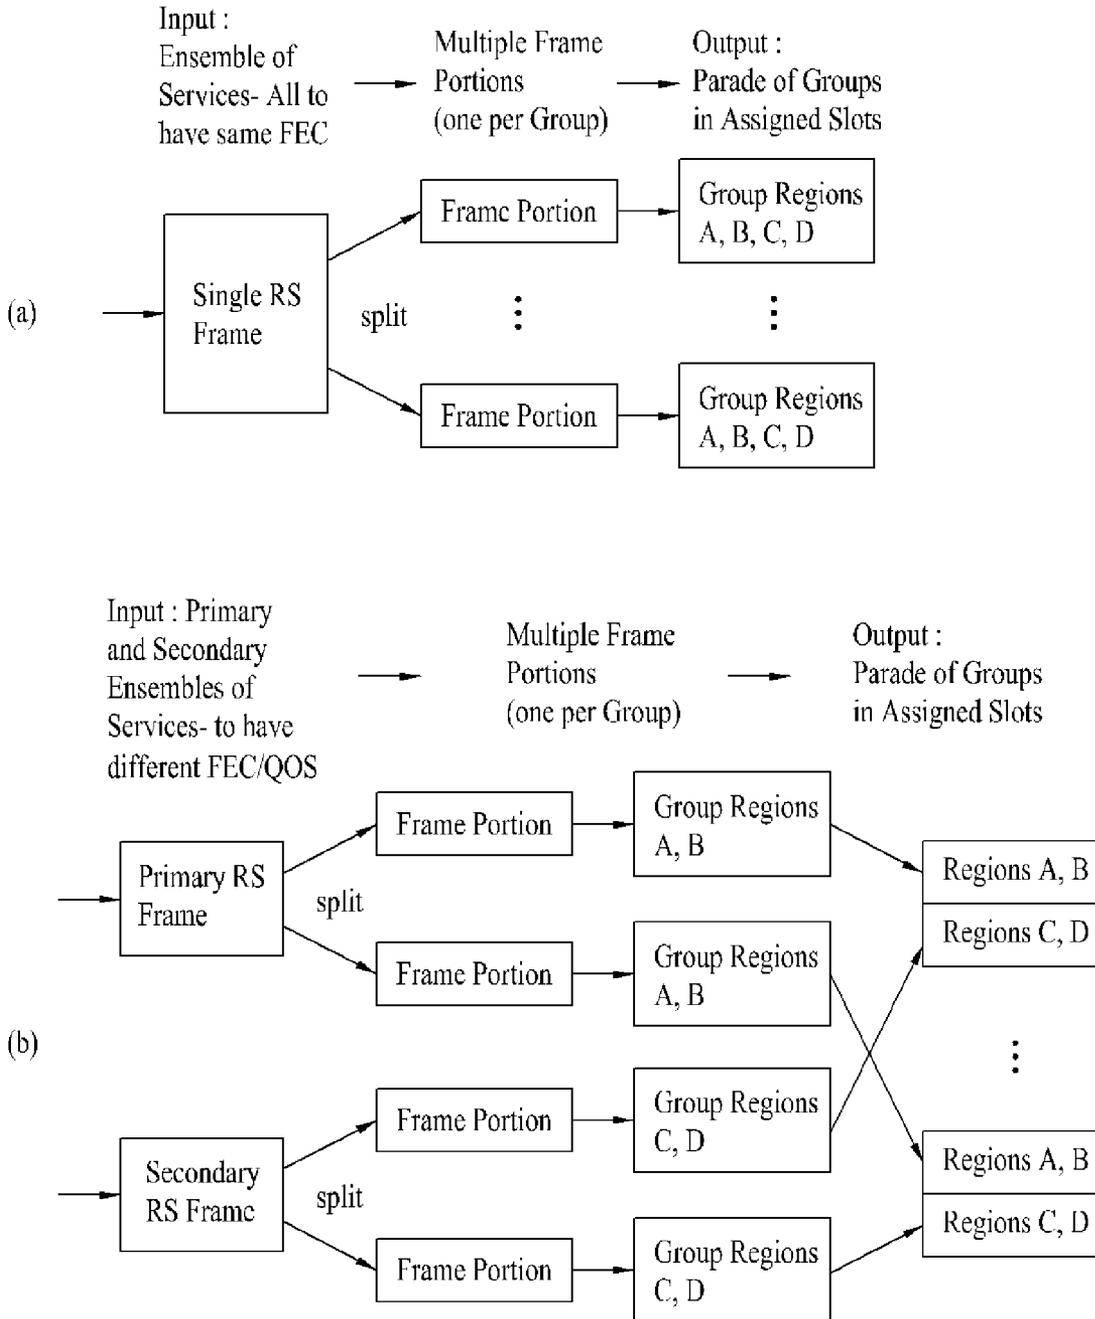 Input :
Ensemble of
Services- All to
have same FEC
Multiple Frame
Portions
(one per Group)
Output :
Parade of Groups
in Assigned Slots
(a)
Single RS
Frame
split
Frame Portion
Group Regions
A, B, C, D
Frame Portion
Group Regions
A, B, C, D
Input : Primary
and Secondary
Ensembles of
Services- to have
different FEC/QOS
Multiple Frame
Portions
(one per Group)
Output :
Parade of Groups
in Assigned Slots
(b)
Primary RS
Frame
split
Frame Portion
Group Regions
A, B
Frame Portion
Group Regions
A, B
Regions A, B
Regions C, D
Secondary
RS Frame
split
Frame Portion
Group Regions
C, D
Frame Portion
Group Regions
C, D
Regions A, B
Regions C, D